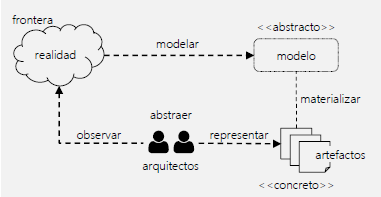 frontera
<<abstracto>>
realidad
modelar
modelo
materializar
abstraer
observar
representar
arquitectos
artefactos
<<concreto>>